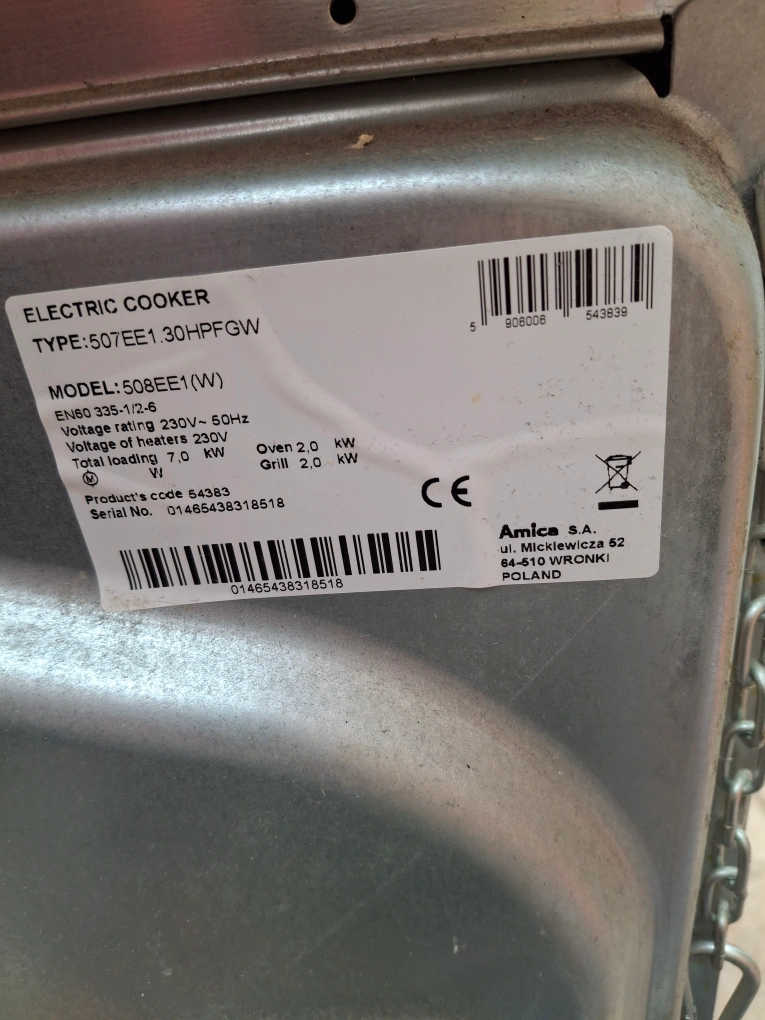 ELECTRIC COOKER
TYPE:507EE1.30HPFGW
5 906006 543839
MODEL:508EE1(W)
EN60 335-1/2-6
Voltage rating 230V~ 50Hz
Voltage of heaters 230V
Total loading 7,0 kW Oven 2,0 kW
M W Grill 2,0 kW
Product's code 54383
Serial No. 01465438318518
CE
01465438318518
Amica S.A.
ul. Mickiewicza 52
64-510 WRONKI
POLAND